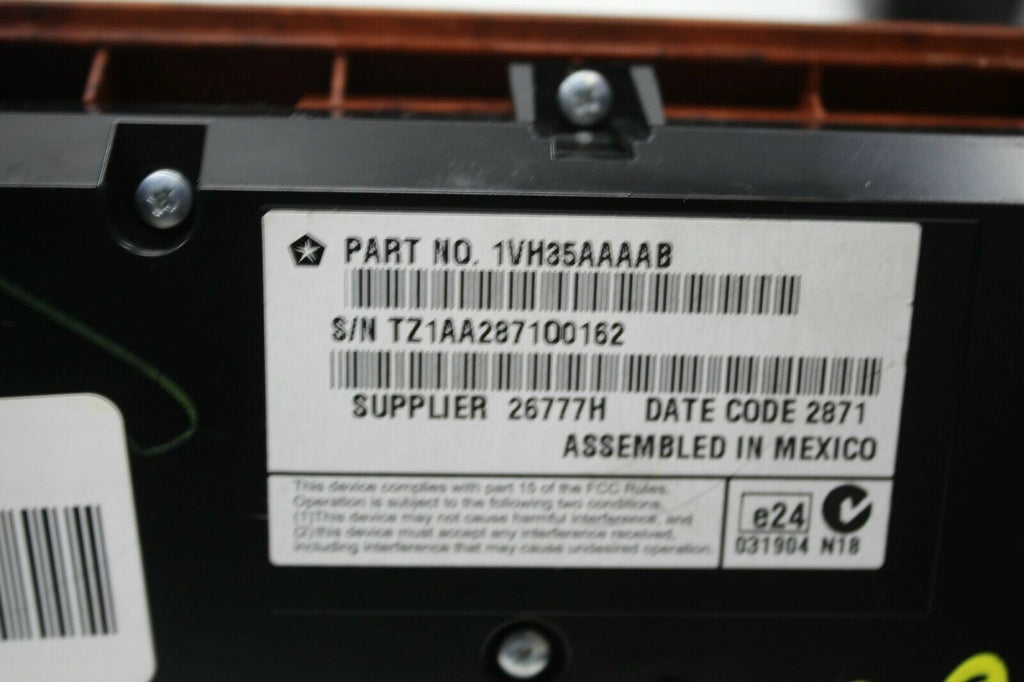 PART NO. 1VH35AAAAB
S/N TZ1AA287100162
SUPPLIER 26777H DATE CODE 2871
ASSEMBLED IN MEXICO
This device complies with part 15 of the FCC Rules.
Operation is subject to the following two conditions.
(1)This device may not cause harmful interference, and
(2)this device must accept any interference received,
including interference that may cause undesired operation.
e24
031904 N18